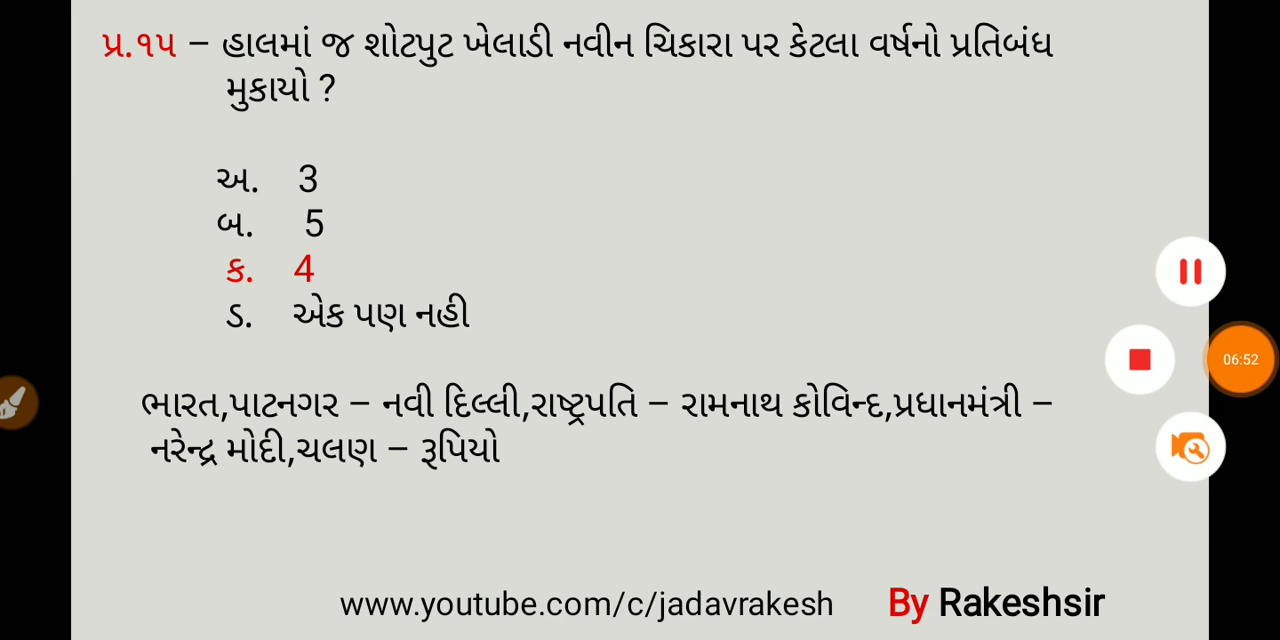 પ્ર.૧૫ – હાલમાં જ શોટપુટ ખેલાડી નવીન ચિકારા પર કેટલા વર્ષનો પ્રતિબંધ
મુકાયો ?
અ. 3
બ. 5
ક. 4
ડ. એક પણ નહી
06:52
ભારત,પાટનગર – નવી દિલ્લી,રાષ્ટ્રપતિ – રામનાથ કોવિન્દ,પ્રધાનમંત્રી –
નરેન્દ્ર મોદી,ચલણ – રૂપિયો
www.youtube.com/c/jadavrakesh By Rakeshsir